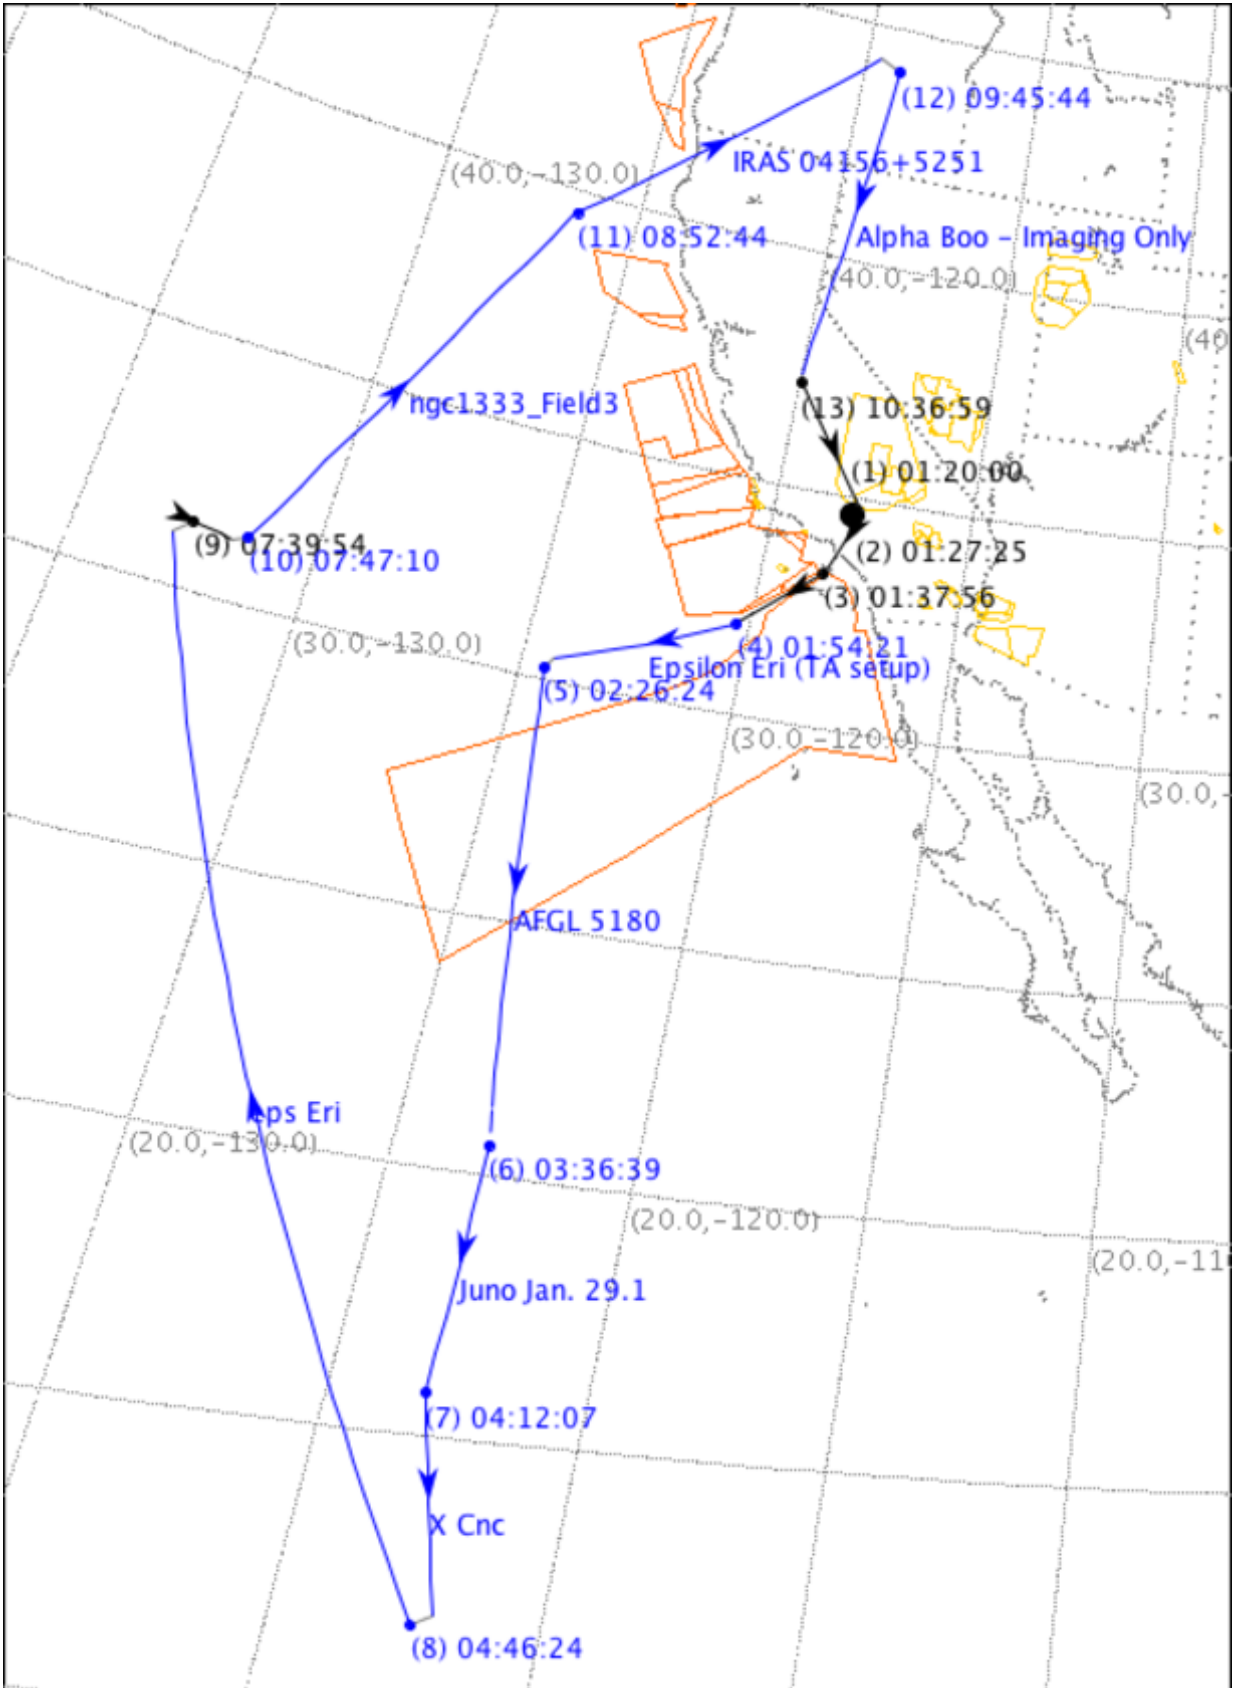 (12) 09:45:44
IRAS 04156+5251
(40.0,-130.0)
(11) 08:52:44
Alpha Boo - Imaging Only
(40.0,-120.0)
(40
ngc1333_Field3
(13) 10:36:59
(1) 01:20:00
(9) 07:39:54
(10) 07:47:10
(2) 01:27:25
(3) 01:37:56
(30.0,-130.0)
(4) 01:54:21
Epsilon Eri (TA setup)
(5) 02:26:24
(30.0,-120.0)
(30.0,-
AFGL 5180
eps Eri
(20.0,-130.0)
(6) 03:36:39
(20.0,-120.0)
(20.0,-11
Juno Jan. 29.1
(7) 04:12:07
X Cnc
(8) 04:46:24